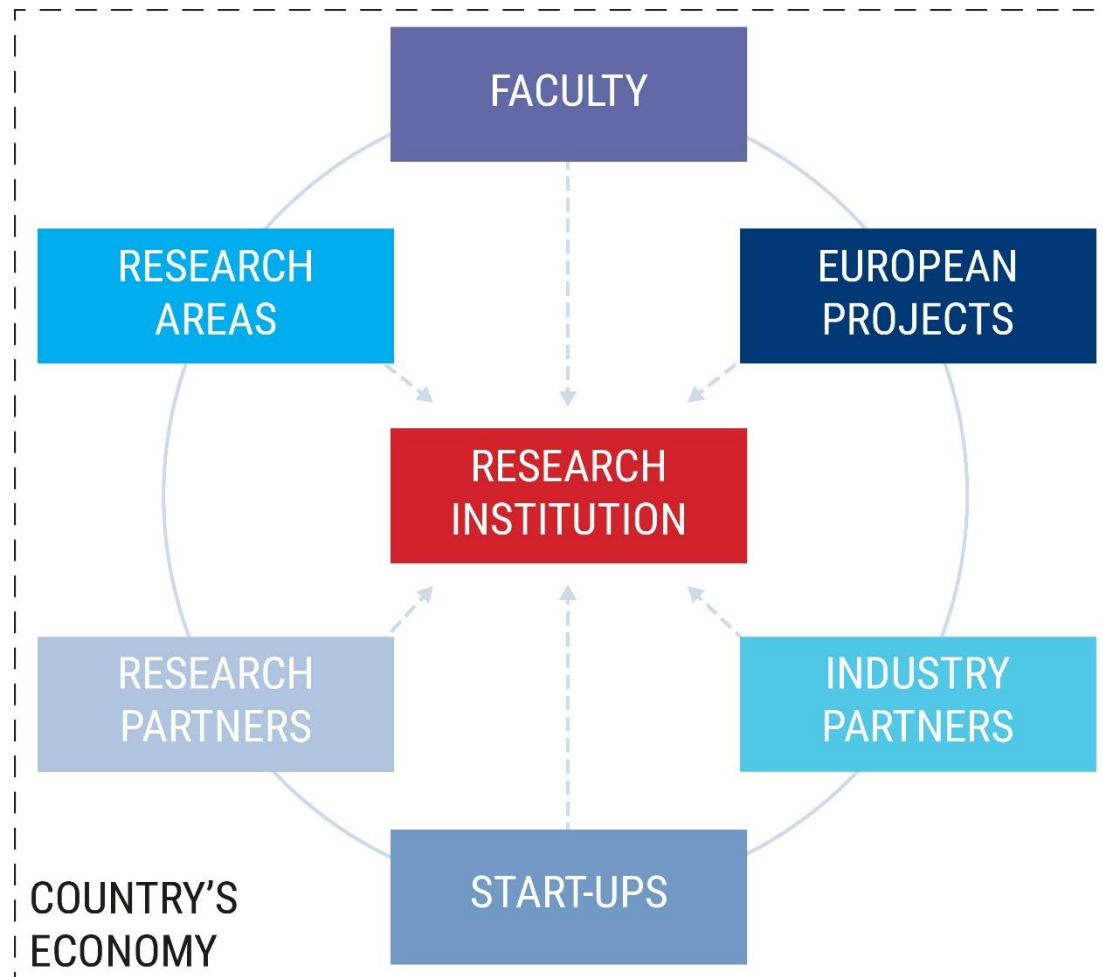 FACULTY
RESEARCH
AREAS
EUROPEAN
PROJECTS
RESEARCH
INSTITUTION
RESEARCH
PARTNERS
INDUSTRY
PARTNERS
START-UPS
COUNTRY'S
ECONOMY